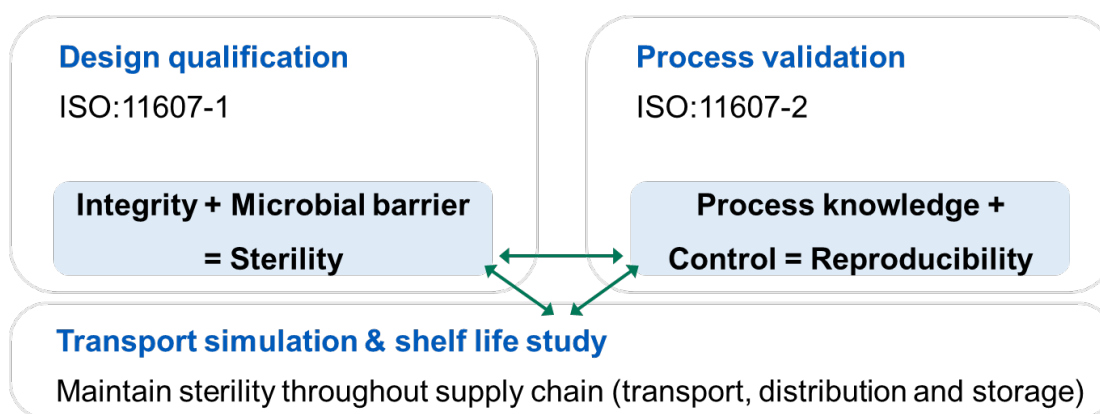 Design qualification
ISO:11607-1
Integrity + Microbial barrier
= Sterility
Process validation
ISO:11607-2
Process knowledge +
Control = Reproducibility
Transport simulation & shelf life study
Maintain sterility throughout supply chain (transport, distribution and storage)